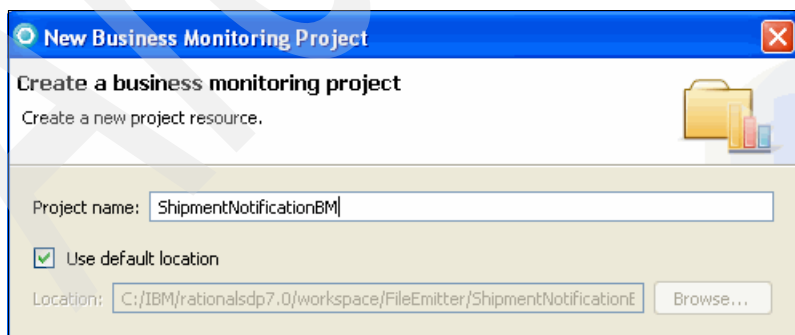 New Business Monitoring Project
Create a business monitoring project
Create a new project resource.
Project name: ShipmentNotificationBM
Use default location
Location: C:/IBM/rationalsdp7.0/workspace/FileEmitter/ShipmentNotificationE Browse...